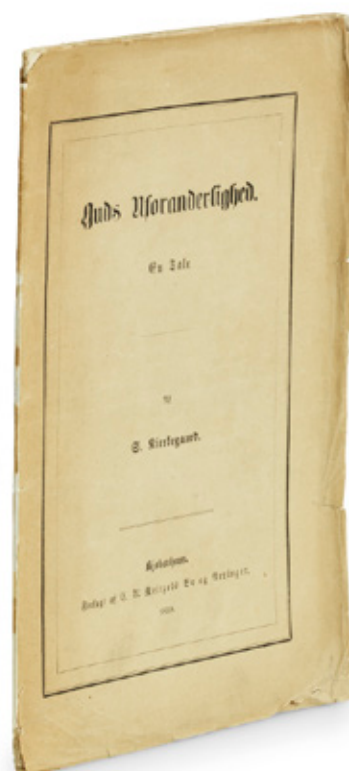 Guds Uforanderlighed.
En Tale
Af
S. Kierkegaard.
Kjøbenhavn.
Forlagt af C. A. Reitzels Bo og Arvinger.